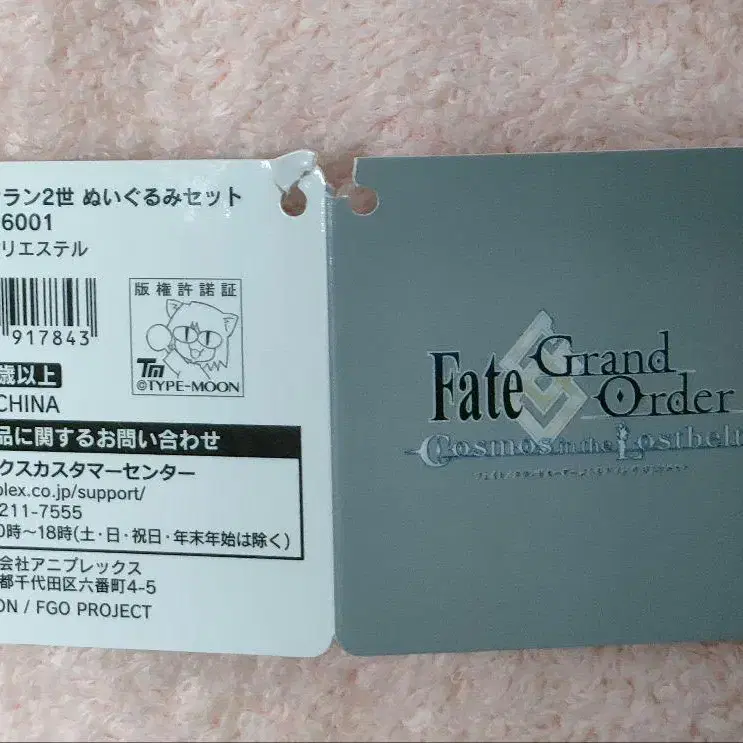 ラン2世 ぬいぐるみセット
6001
リエステル
917843
版権許諾証
TM
©TYPE-MOON
歳以上
CHINA
品に関するお問い合わせ
クスカスタマーセンター
plex.co.jp/support/
211-7555
0時～18時(土・日・祝日・年末年始は除く)
会社アニプレックス
都千代田区六番町4-5
ON / FGO PROJECT
Fate Grand Order
Cosmos in the Lostbelt